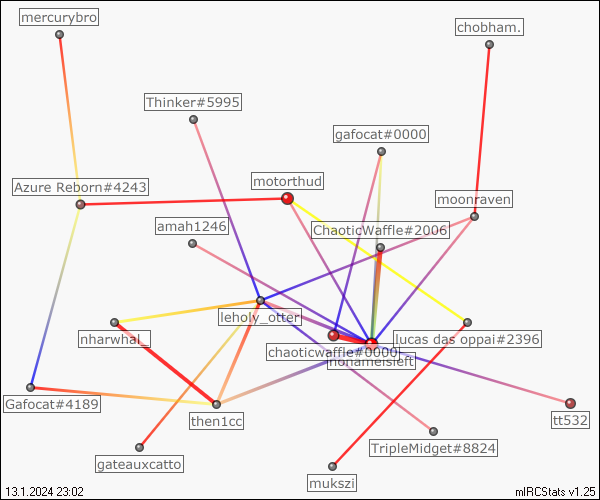 mercurybro
chobham.
Thinker#5995
gafocat#0000
Azure Reborn#4243
motorthud
moonraven
amah1246
ChaoticWaffle#2006
leholy_otter
nharwhal_
lucas das oppai#2396
chaoticwaffle#0000
nonameisleft
Gafocat#4189
then1cc
tt532
TripleMidget#8824
gateauxcatto
mukszi
13.1.2024 23:02
mIRCStats v1.25